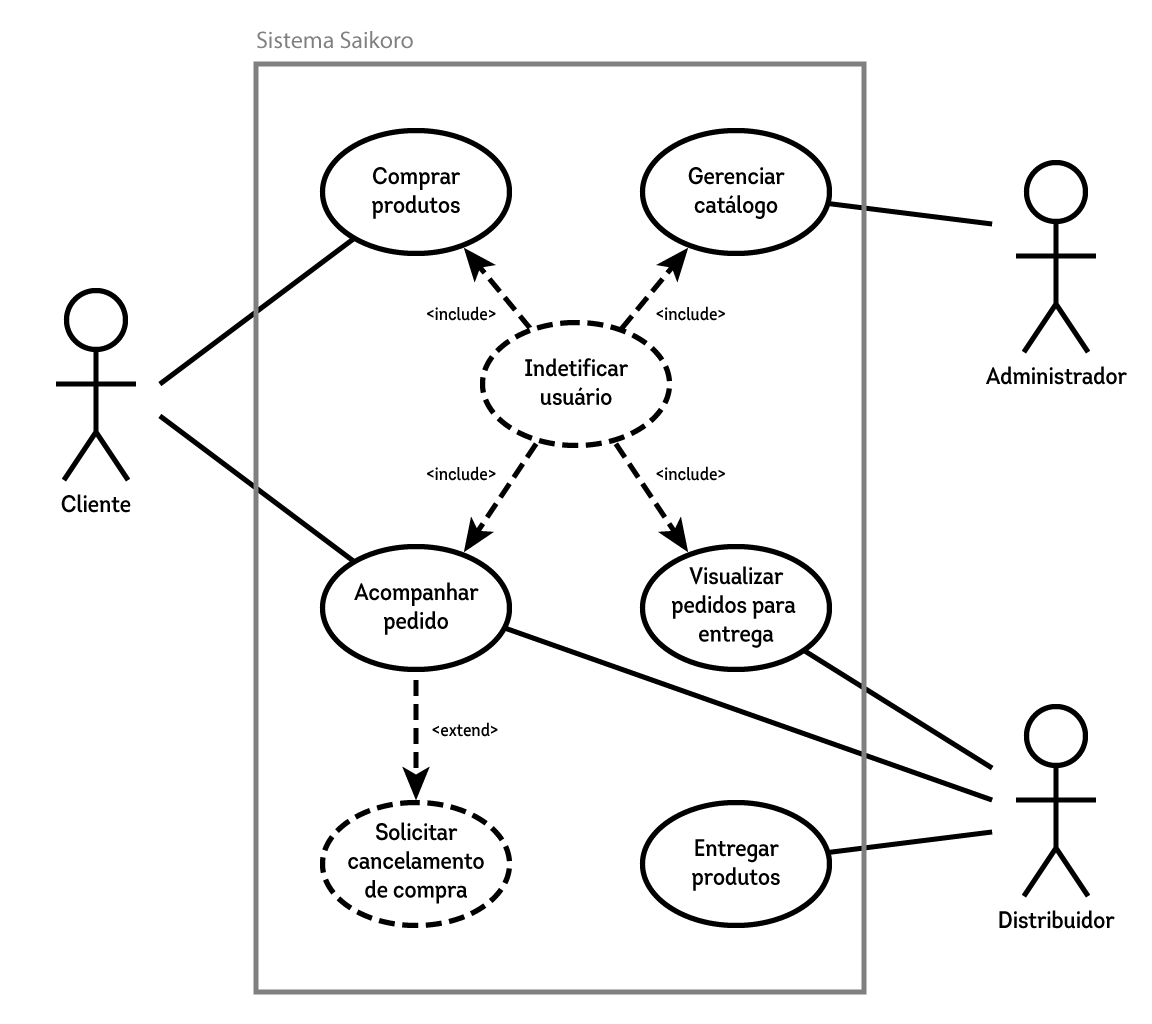 Sistema Saikoro
Comprar
produtos
Gerenciar
catálogo
<include>
<include>
Indetificar
usuário
Administrador
<include>
<include>
Cliente
Acompanhar
pedido
Visualizar
pedidos para
entrega
<extend>
Solicitar
cancelamento
de compra
Entregar
produtos
Distribuidor